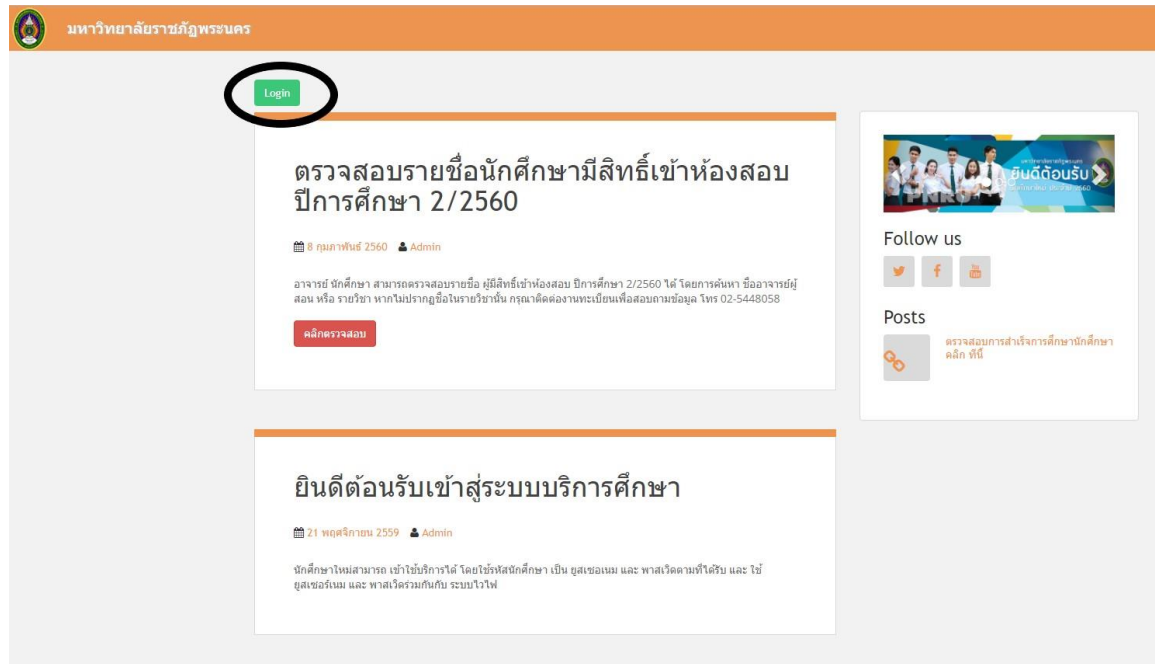 มหาวิทยาลัยราชภัฏพระนคร
Login
ตรวจสอบรายชื่อนักศึกษามีสิทธิ์เข้าห้องสอบ
ปีการศึกษา 2/2560
8 กุมภาพันธ์ 2560 Admin
อาจารย์ นักศึกษา สามารถตรวจสอบรายชื่อ ผู้มีสิทธิ์เข้าห้องสอบ ปีการศึกษา 2/2560 ได้ โดยการค้นหา ชื่ออาจารย์ผู้
สอน หรือ รายวิชา หากไม่ปรากฏชื่อในรายวิชานั้น กรุณาติดต่องานทะเบียนเพื่อสอบถามข้อมูล โทร 02-5448058
คลิกตรวจสอบ
ยินดีต้อนรับเข้าสู่ระบบบริการศึกษา
21 พฤศจิกายน 2559 Admin
นักศึกษาใหม่สามารถ เข้าใช้บริการได้ โดยใช้รหัสนักศึกษา เป็น ยูสเซอเนม และ พาสเวิดตามที่ได้รับ และ ใช้
ยูสเซอร์เนม และ พาสเวิดร่วมกันกับ ระบบไวไฟ
ยินดีต้อนรับ
PNRU
Follow us
Posts
ตรวจสอบการสำเร็จการศึกษานักศึกษา
คลิก ที่นี้